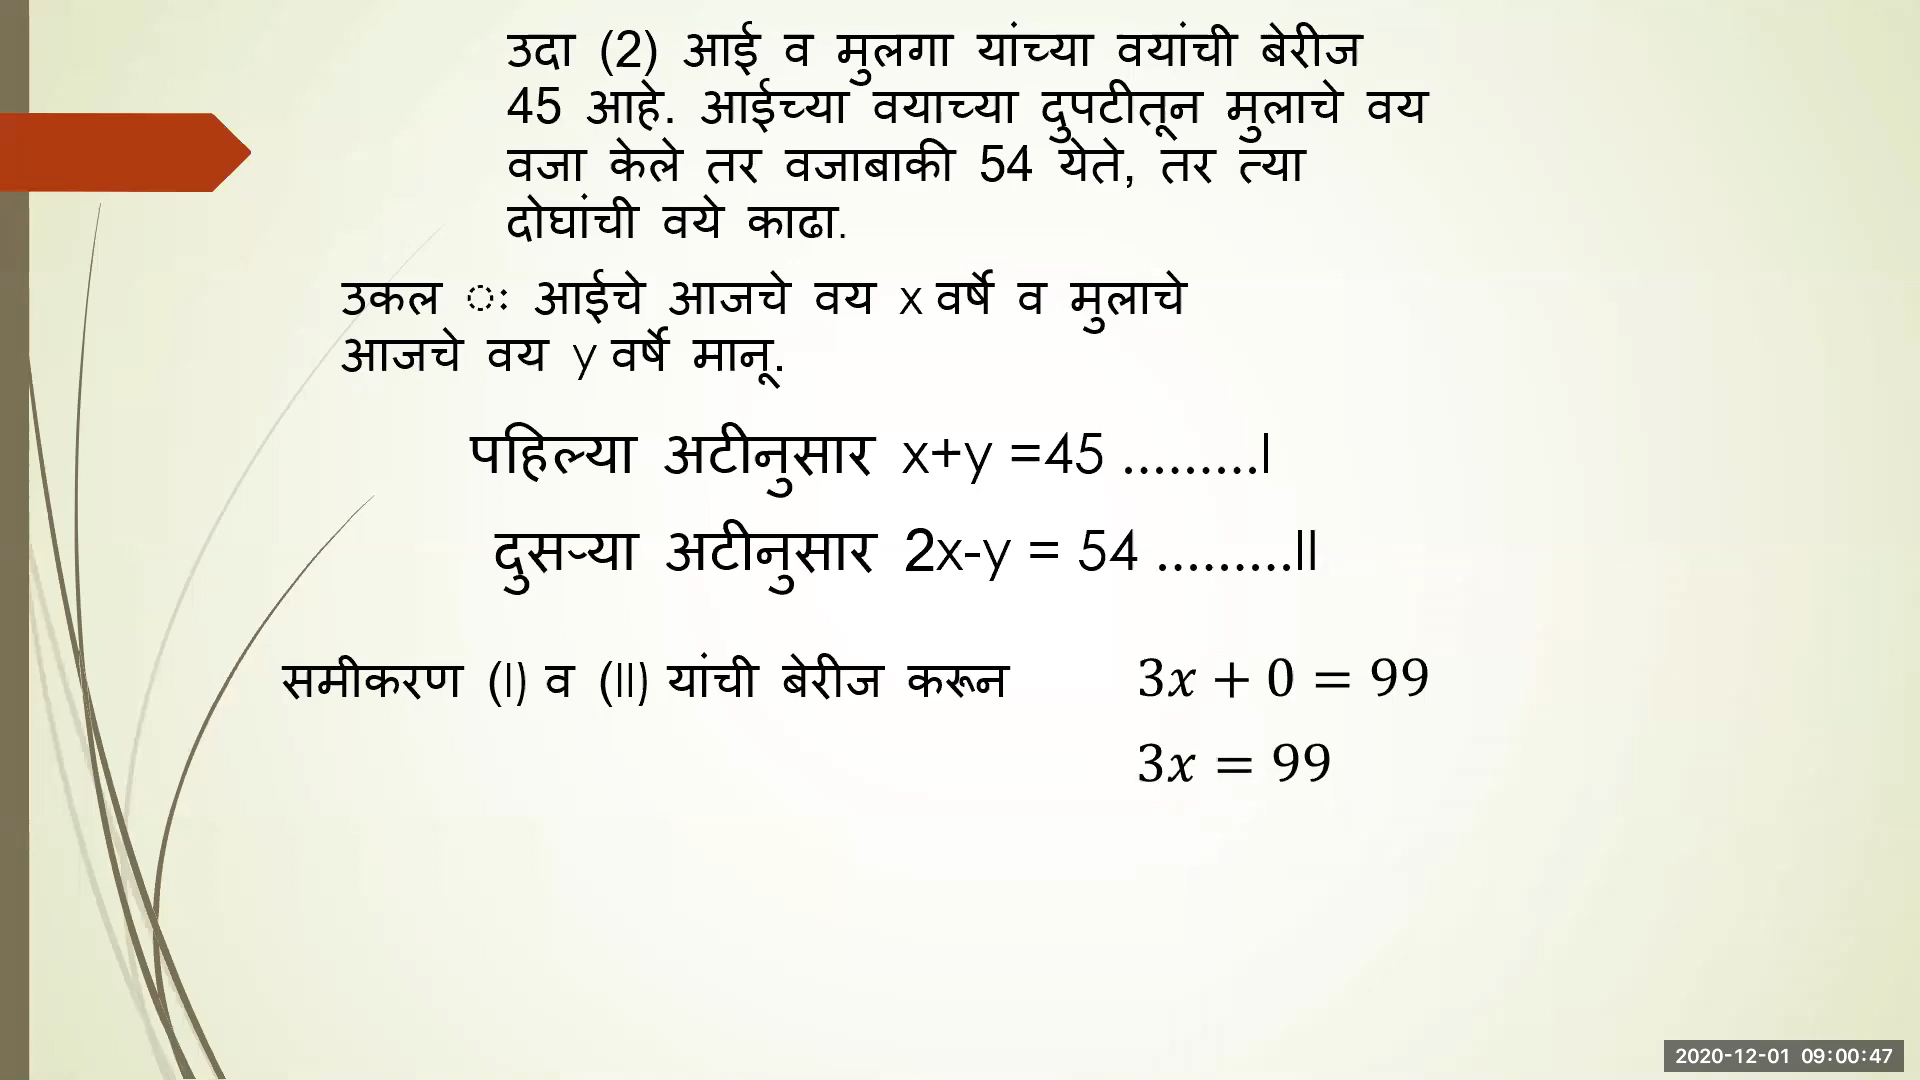 उदा (2) आई व मुलगा यांच्या वयांची बेरीज
45 आहे. आईच्या वयाच्या दुपटीतून मुलाचे वय
वजा केले तर वजाबाकी 54 येते, तर त्या
दोघांची वये काढा.
उकल ः आईचे आजचे वय x वर्षे व मुलाचे
आजचे वय y वर्षे मानू.
पहिल्या अटीनुसार x+y =45 .........I
दुसऱ्या अटीनुसार 2x-y = 54 .........II
समीकरण (I) व (II) यांची बेरीज करून 3x + 0 = 99
3x = 99
2020-12-01 09:00:47